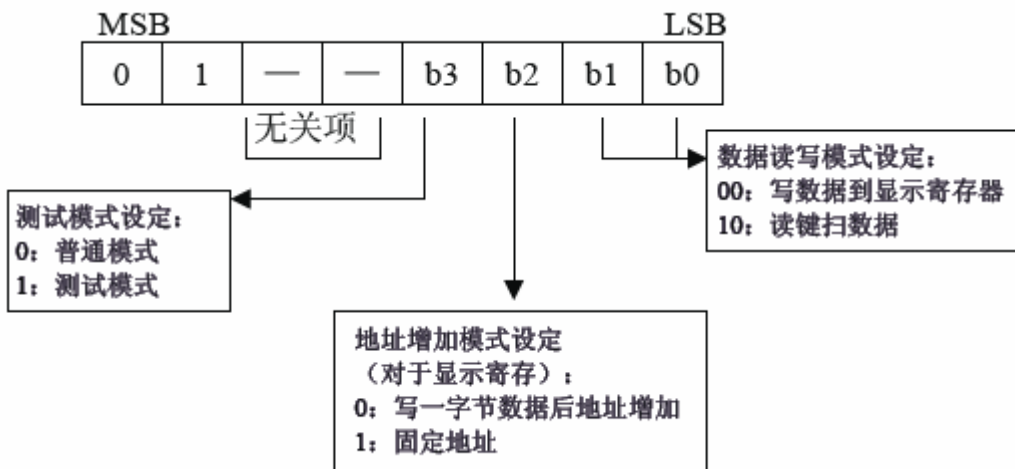 MSB LSB
0 1 — — b3 b2 b1 b0
无关项
数据读写模式设定：
00：写数据到显示寄存器
10：读键扫数据
测试模式设定：
0：普通模式
1：测试模式
地址增加模式设定
（对于显示寄存）：
0：写一字节数据后地址增加
1：固定地址